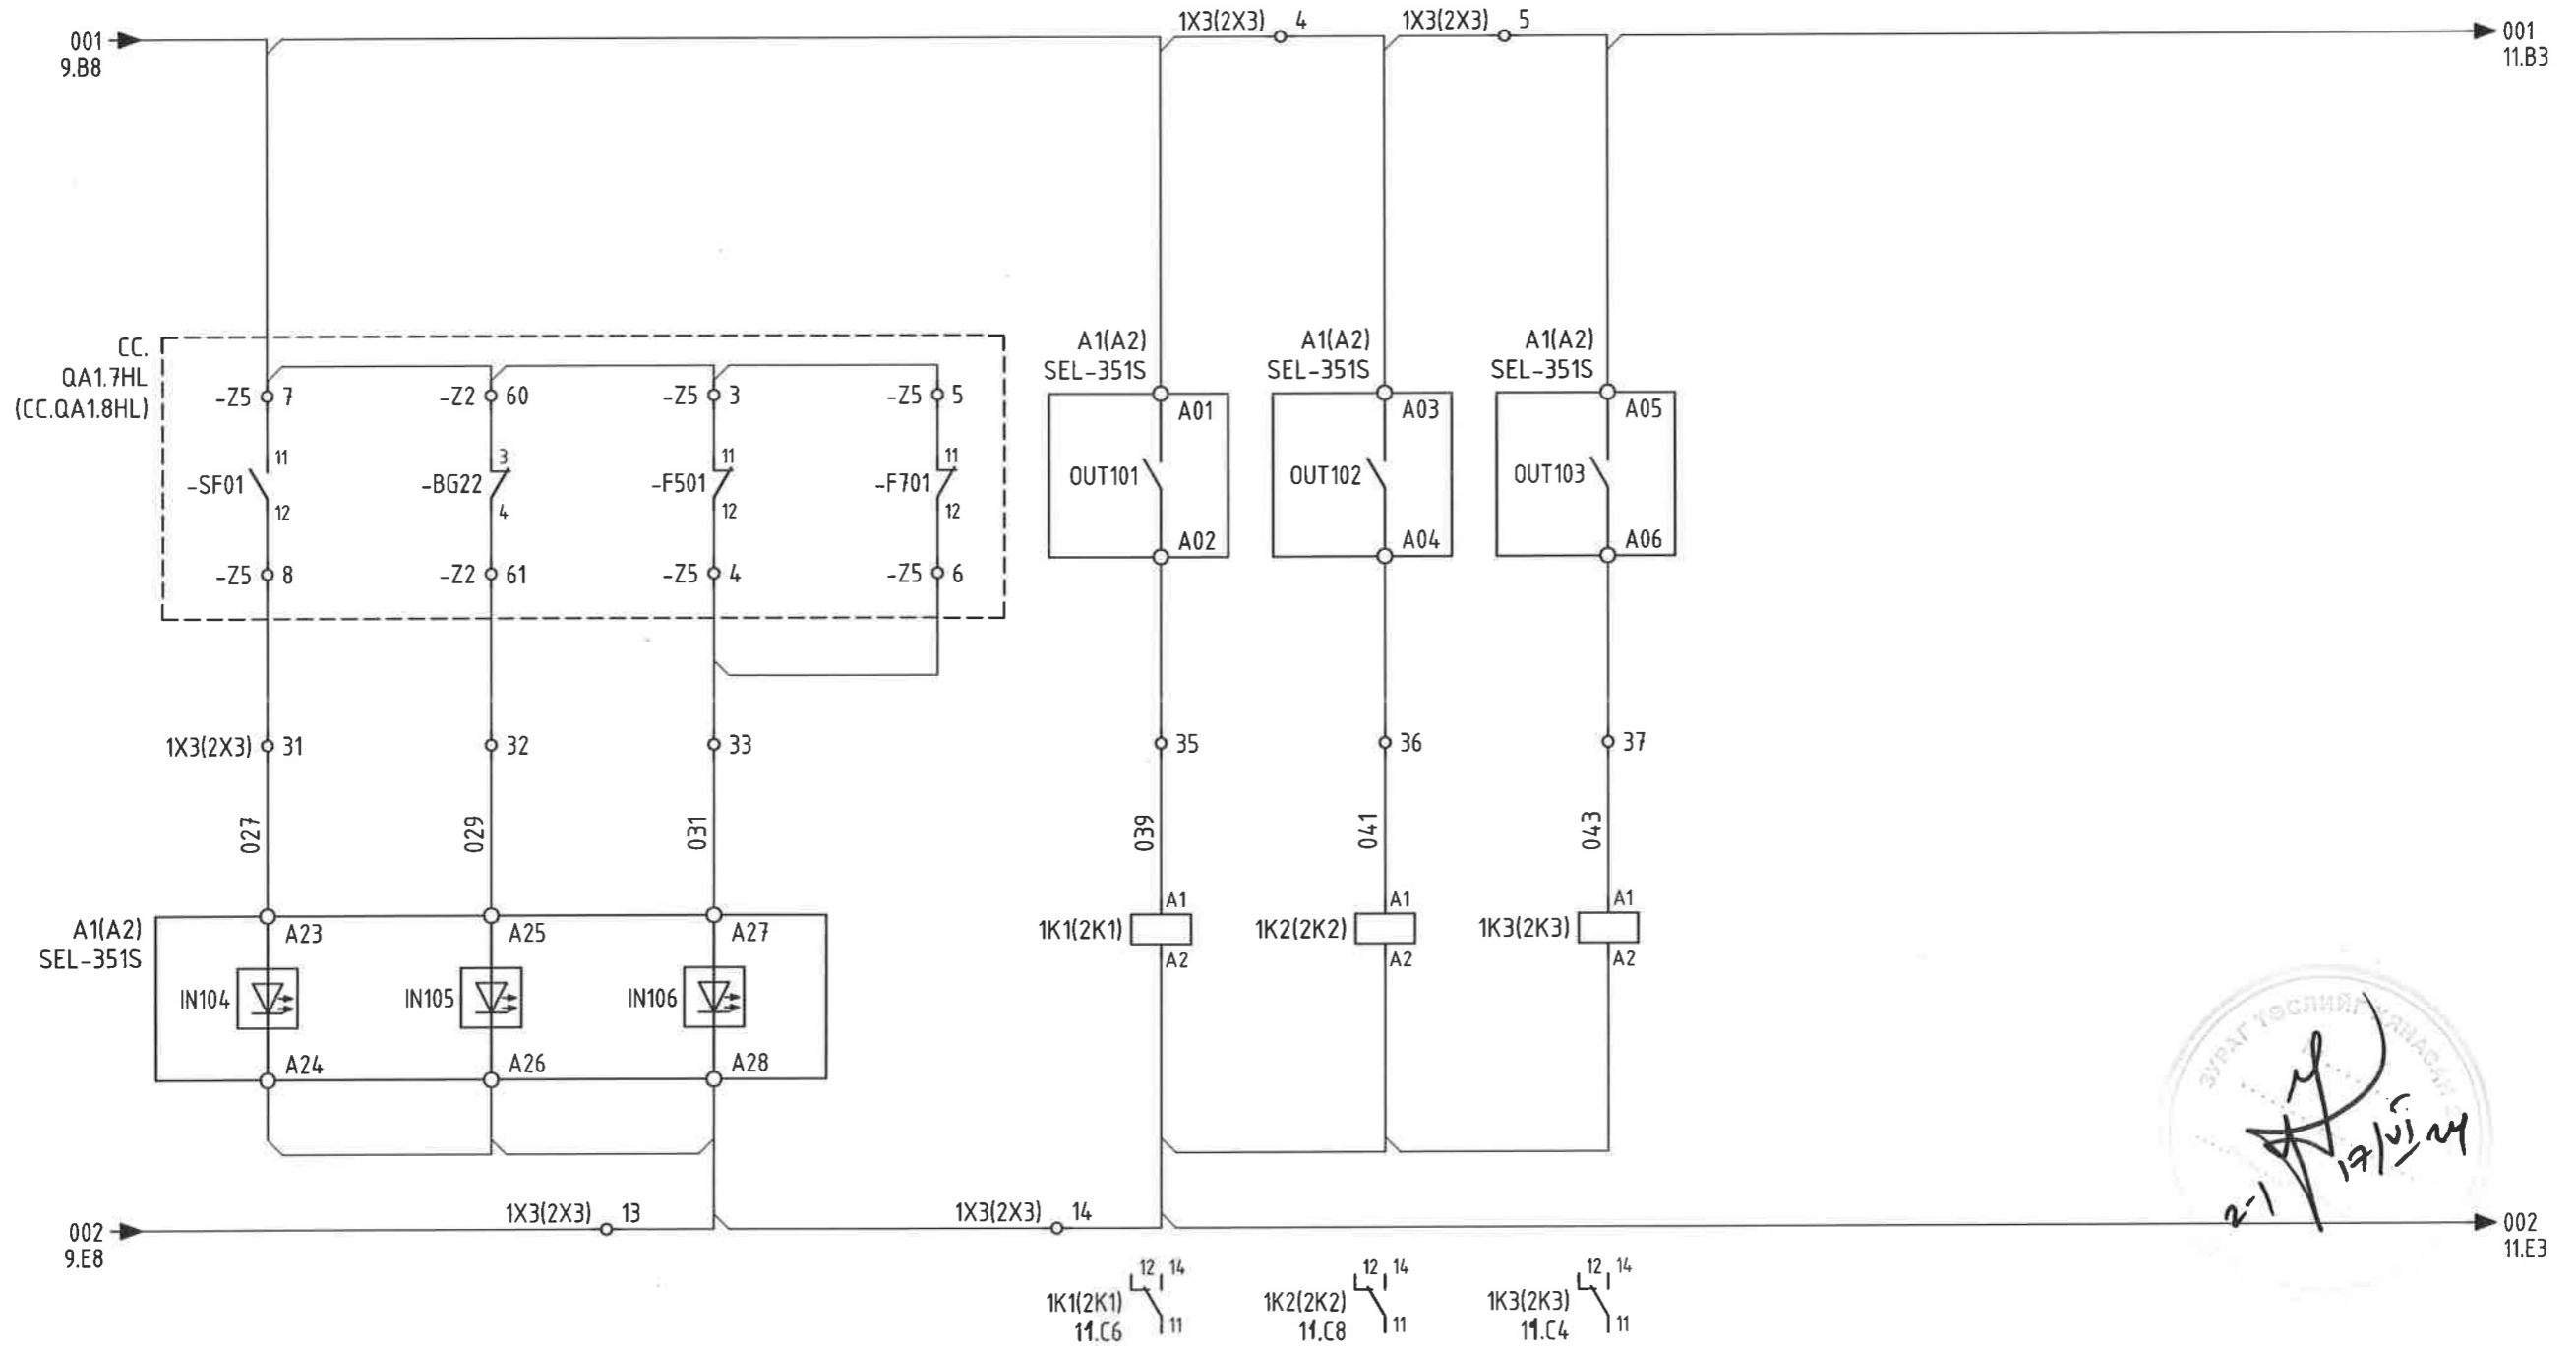 1X3(2X3) 4
1X3(2X3) 5
001
9.B8
001
11.B3
CC.
QA1.7HL
(CC.QA1.8HL)
-Z5 7
-Z2 60
-Z5 3
-Z5 5
11
-SF01
12
3
-BG22
4
11
-F501
12
11
-F701
12
-Z5 8
-Z2 61
-Z5 4
-Z5 6
A1(A2)
SEL-351S
A01
OUT101
A02
A1(A2)
SEL-351S
A03
OUT102
A04
A1(A2)
SEL-351S
A05
OUT103
A06
1X3(2X3) 31
32
33
35
36
37
027
029
031
039
041
043
A1(A2)
SEL-351S
A23
A25
A27
IN104
IN105
IN106
A24
A26
A28
A1
1K1(2K1)
A2
A1
1K2(2K2)
A2
A1
1K3(2K3)
A2
ЗУРАГ ТӨСЛИЙГ ХЯНАСАН
17/VI
2-1
1X3(2X3) 13
1X3(2X3) 14
002
9.E8
002
11.E3
12 14
1K1(2K1)
11.C6
11
12 14
1K2(2K2)
11.C8
11
12 14
1K3(2K3)
11.C4
11